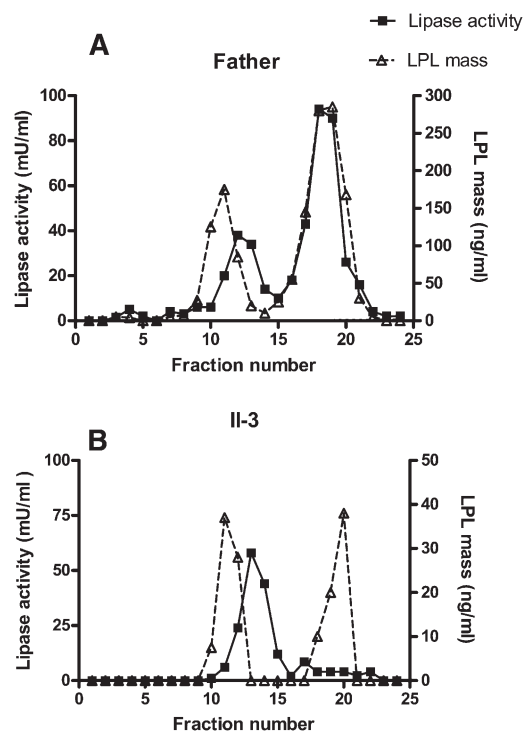 Lipase activity
LPL mass
A
Father
Lipase activity (mU/ml)
LPL mass (ng/ml)
100
80
60
40
20
0
300
250
200
150
100
50
0
0 5 10 15 20 25
Fraction number
B
II-3
Lipase activity (mU/ml )
LPL mass (ng/ml)
100
75
50
25
0
50
40
30
20
10
0
0 5 10 15 20 25
Fraction number